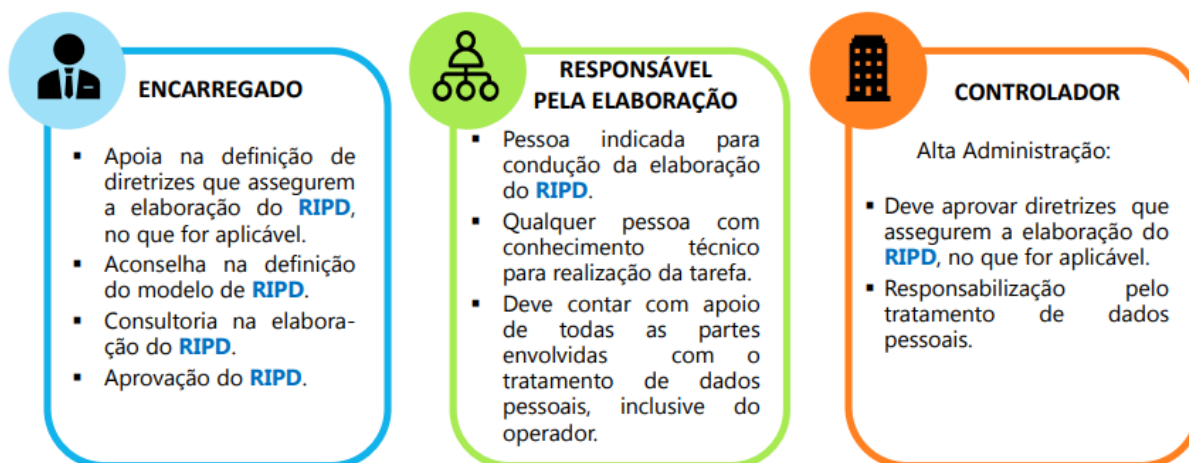 ENCARREGADO
▪ Apoia na definição de
diretrizes que assegurem
a elaboração do RIPD,
no que for aplicável.
▪ Aconselha na definição
do modelo de RIPD.
▪ Consultoria na elabora-
ção do RIPD.
▪ Aprovação do RIPD.
RESPONSÁVEL
PELA ELABORAÇÃO
▪ Pessoa indicada para
condução da elaboração
do RIPD.
▪ Qualquer pessoa com
conhecimento técnico
para realização da tarefa.
▪ Deve contar com apoio
de todas as partes
envolvidas com o
tratamento de dados
pessoais, inclusive do
operador.
CONTROLADOR
Alta Administração:
▪ Deve aprovar diretrizes que
assegurem a elaboração do
RIPD, no que for aplicável.
▪ Responsabilização pelo
tratamento de dados
pessoais.